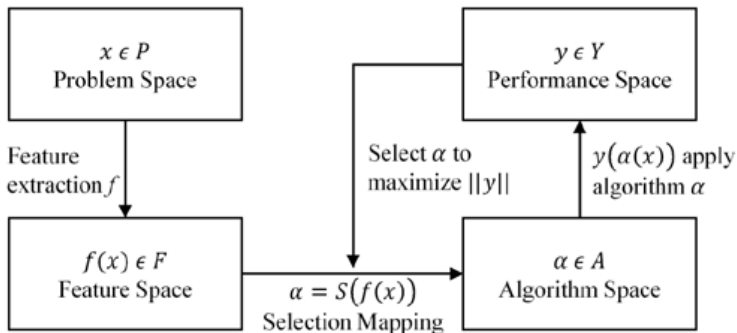 x ϵ P
Problem Space
y ϵ Y
Performance Space
Feature
extraction f
Select α to
maximize ||y||
y(α(x)) apply
algorithm α
f(x) ϵ F
Feature Space
α = S(f(x))
Selection Mapping
α ϵ A
Algorithm Space